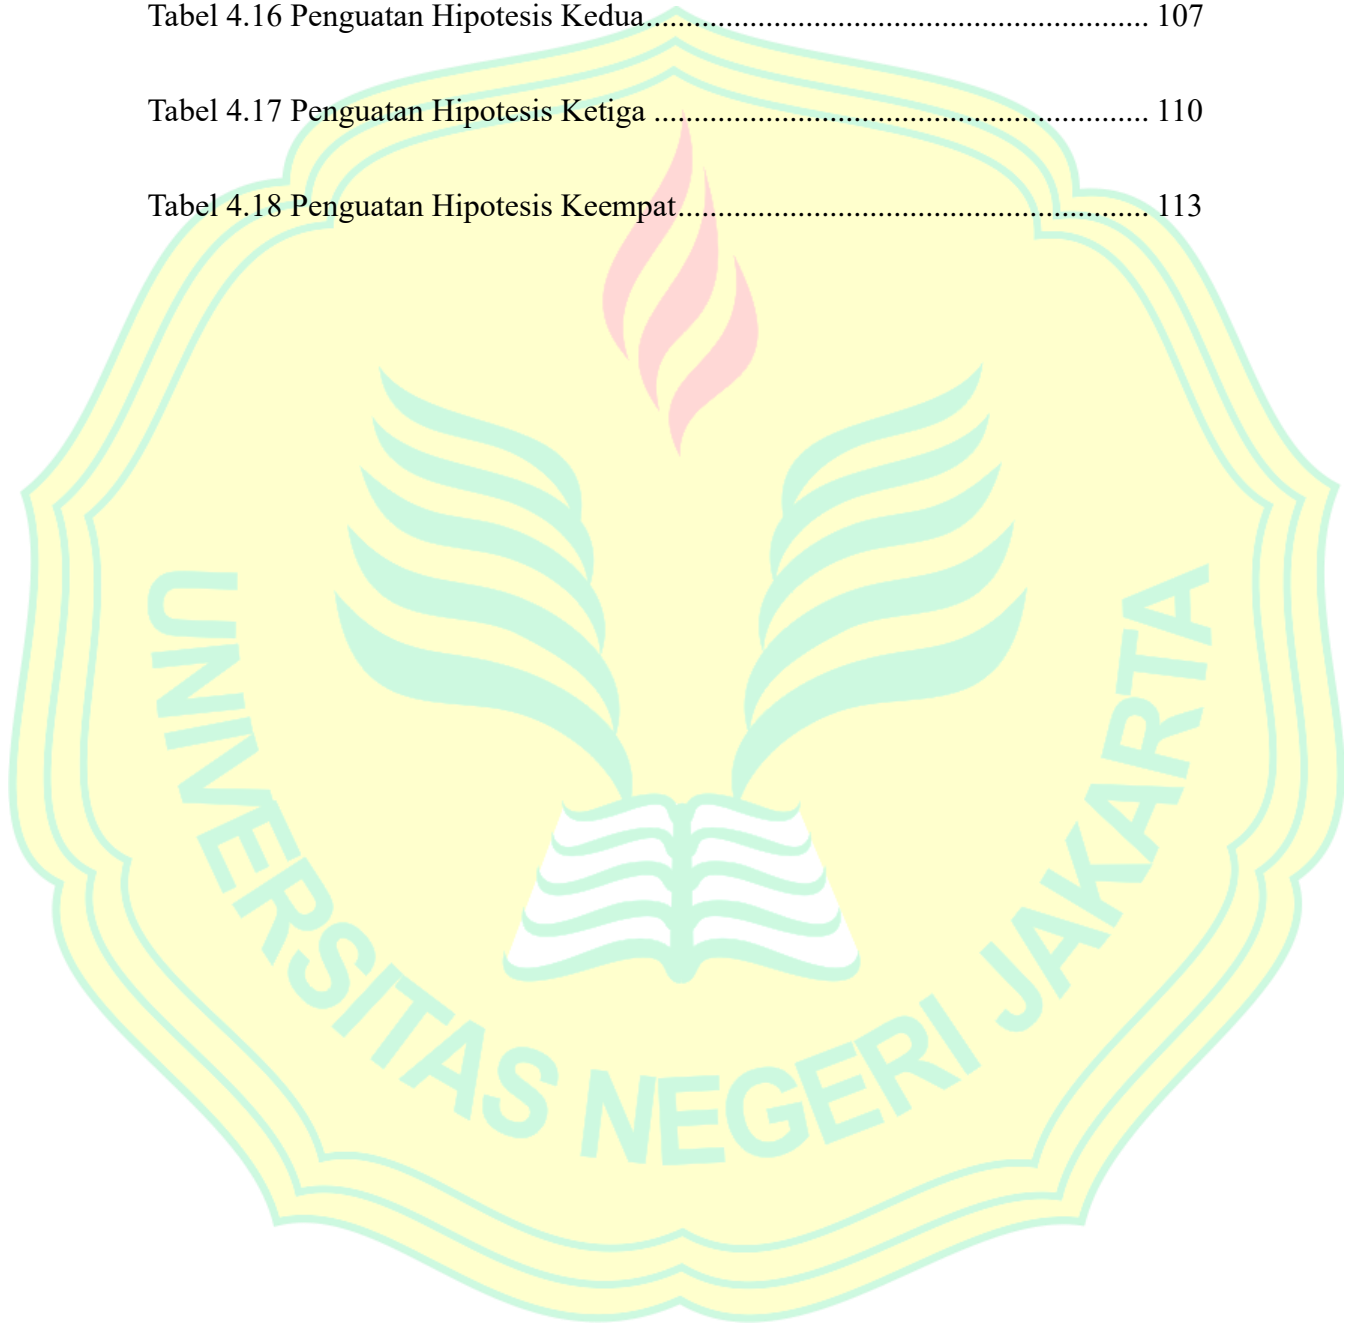 Tabel 4.16 Penguatan Hipotesis Kedua................................................................ 107
Tabel 4.17 Penguatan Hipotesis Ketiga .............................................................. 110
Tabel 4.18 Penguatan Hipotesis Keempat........................................................... 113
UNIVERSITAS NEGERI JAKARTA